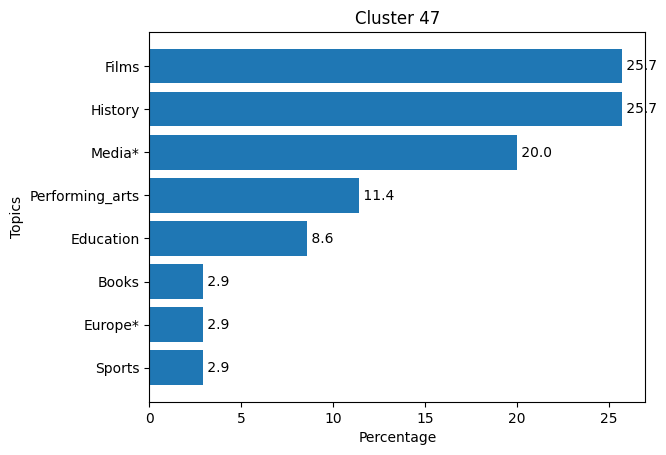 Cluster 47
Films 25.7
History 25.7
Media* 20.0
Performing_arts 11.4
Education 8.6
Books 2.9
Europe* 2.9
Sports 2.9
Topics
0 5 10 15 20 25
Percentage